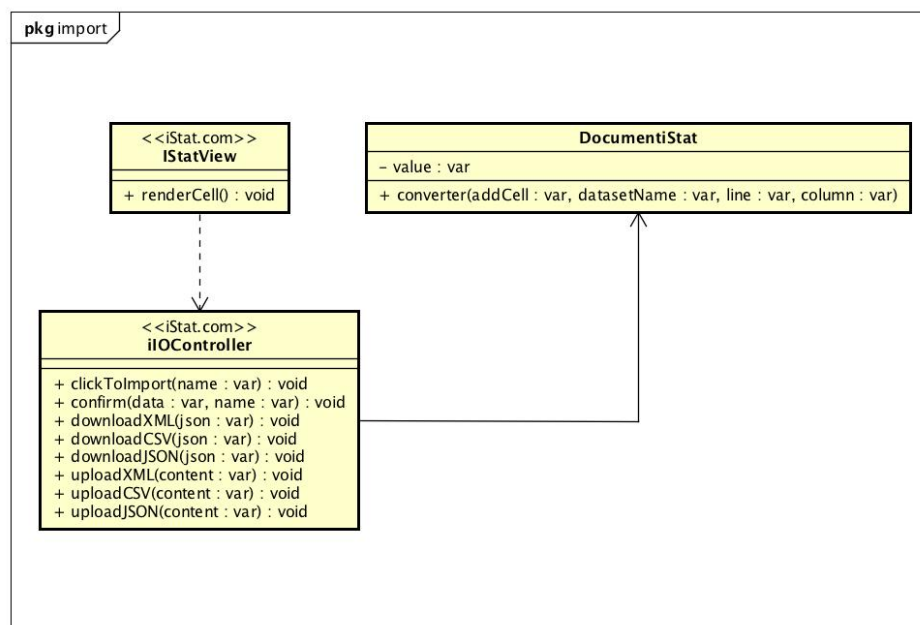 pkg import
<<iStat.com>>
IStatView
+ renderCell() : void
DocumentiStat
- value : var
+ converter(addCell : var, datasetName : var, line : var, column : var)
<<iStat.com>>
iIOController
+ clickToImport(name : var) : void
+ confirm(data : var, name : var) : void
+ downloadXML(json : var) : void
+ downloadCSV(json : var) : void
+ downloadJSON(json : var) : void
+ uploadXML(content : var) : void
+ uploadCSV(content : var) : void
+ uploadJSON(content : var) : void